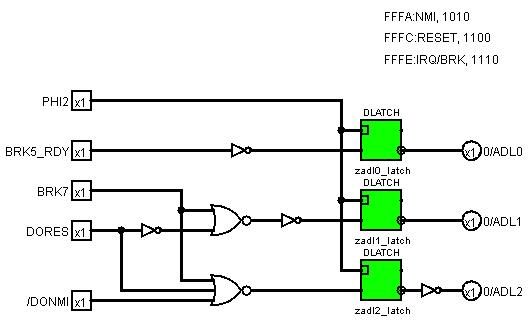 FFFA:NMI, 1010
FFFC:RESET, 1100
FFFE:IRQ/BRK, 1110
PHI2 x1
DLATCH
BRK5_RDY x1
x1 0/ADL0
zadl0_latch
DLATCH
BRK7 x1
DORES x1
x1 0/ADL1
zadl1_latch
DLATCH
x1 0/ADL2
/DONMI x1
zadl2_latch